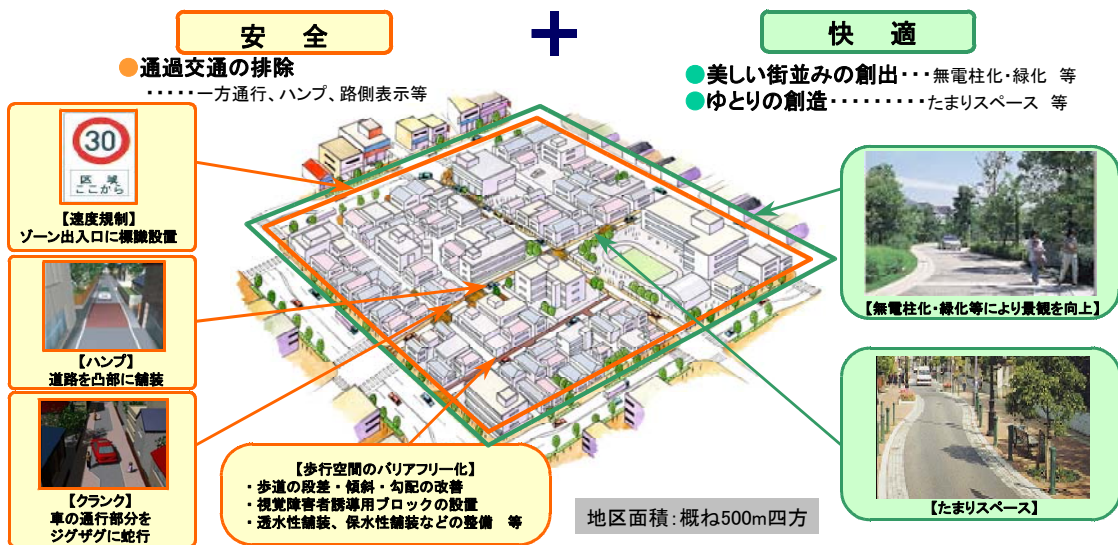 安 全
＋
快 適
●通過交通の排除
・・・・・一方通行、ハンプ、路側表示等
●美しい街並みの創出・・・無電柱化・緑化 等
●ゆとりの創造・・・・・・・・・たまりスペース 等
30
区 域
ここから
【速度規制】
ゾーン出入口に標識設置
【ハンプ】
道路を凸部に舗装
【クランク】
車の通行部分を
ジグザグに蛇行
【歩行空間のバリアフリー化】
・歩道の段差・傾斜・勾配の改善
・視覚障害者誘導用ブロックの設置
・透水性舗装、保水性舗装などの整備 等
地区面積：概ね500m四方
【無電柱化・緑化等により景観を向上】
【たまりスペース】